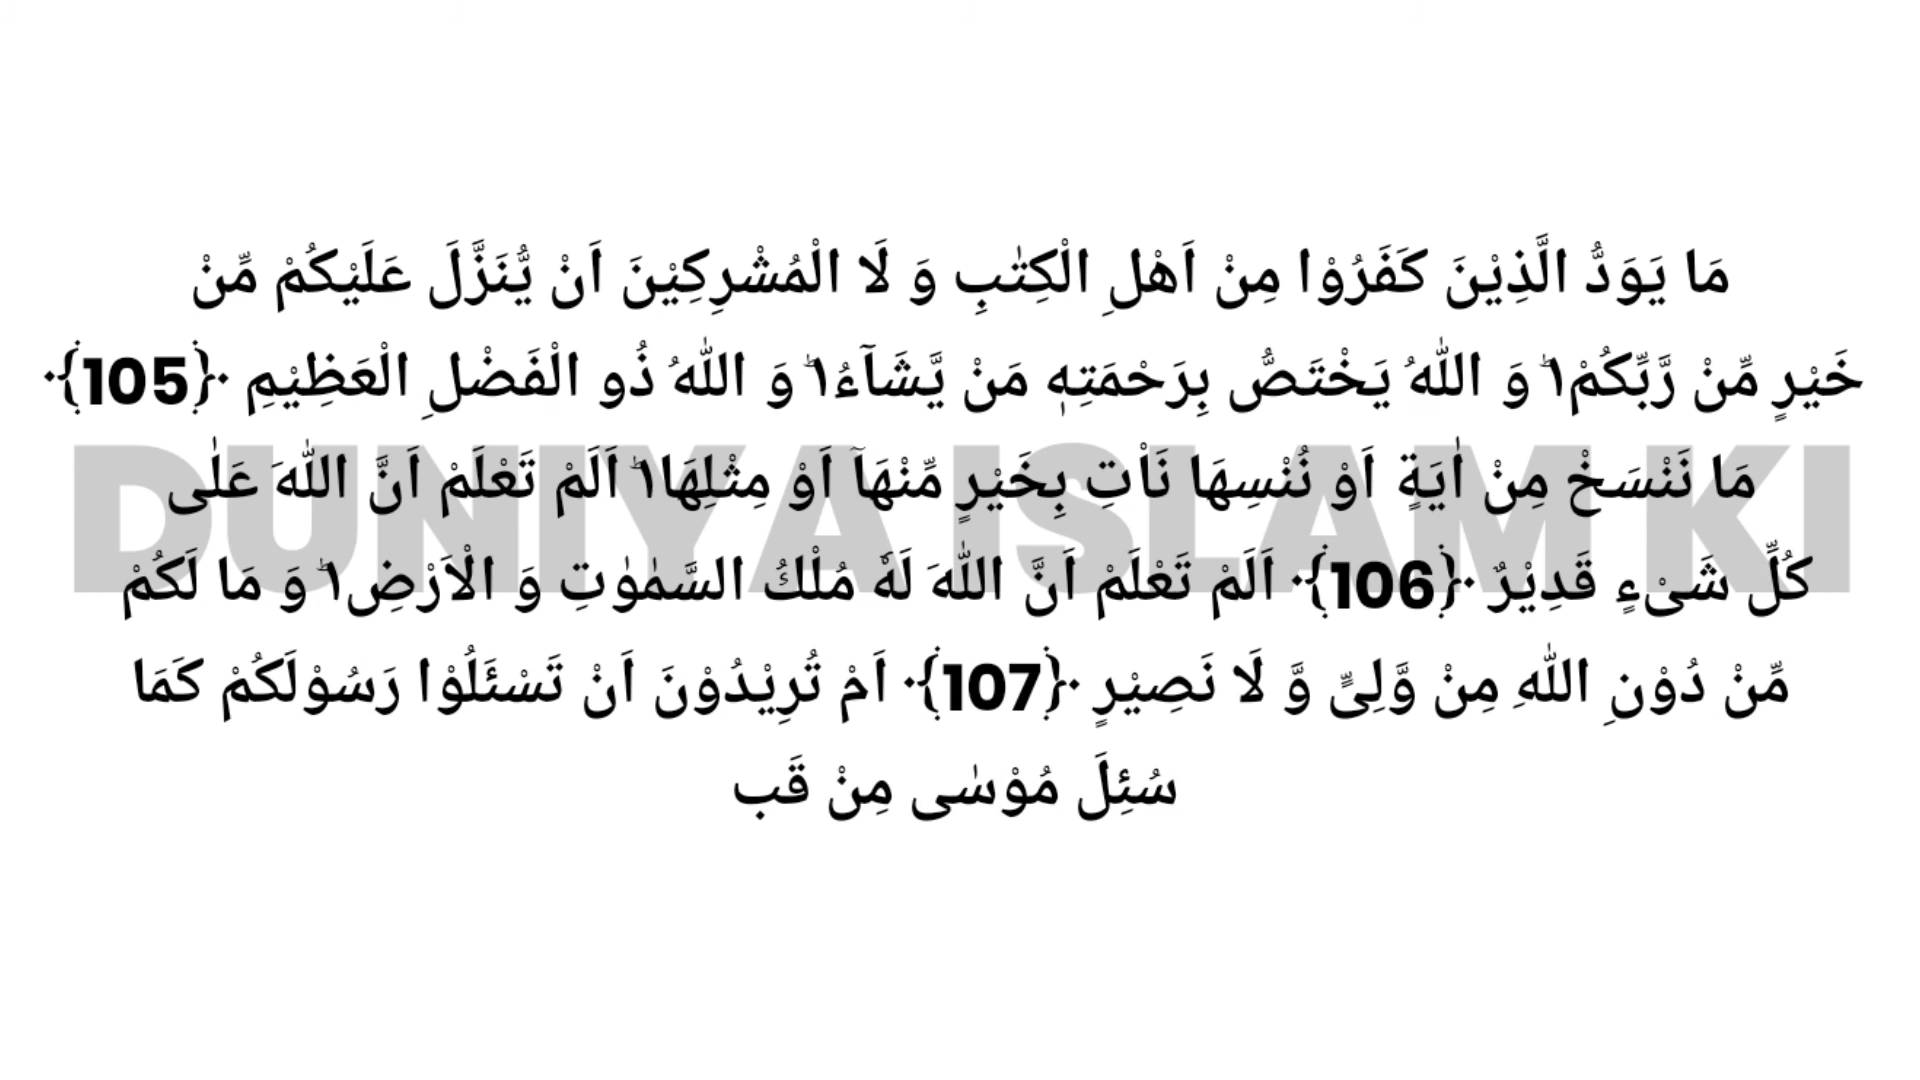 مَا یَوَدُّ الَّذِیْنَ كَفَرُوْا مِنْ اَهْلِ الْكِتٰبِ وَ لَا الْمُشْرِكِیْنَ اَنْ یُّنَزَّلَ عَلَیْكُمْ مِّنْ
خَیْرٍ مِّنْ رَّبِّكُمْؕ وَ اللّٰهُ یَخْتَصُّ بِرَحْمَتِهٖ مَنْ یَّشَآءُؕ وَ اللّٰهُ ذُو الْفَضْلِ الْعَظِیْمِ ﴿105﴾
مَا نَنْسَخْ مِنْ اٰیَةٍ اَوْ نُنْسِهَا نَاْتِ بِخَیْرٍ مِّنْهَاۤ اَوْ مِثْلِهَاؕ اَلَمْ تَعْلَمْ اَنَّ اللّٰهَ عَلٰى
DUNIYA ISLAM KI
كُلِّ شَیْءٍ قَدِیْرٌ ﴿106﴾ اَلَمْ تَعْلَمْ اَنَّ اللّٰهَ لَهٗ مُلْكُ السَّمٰوٰتِ وَ الْاَرْضِؕ وَ مَا لَكُمْ
مِّنْ دُوْنِ اللّٰهِ مِنْ وَّلِیٍّ وَّ لَا نَصِیْرٍ ﴿107﴾ اَمْ تُرِیْدُوْنَ اَنْ تَسْئَلُوْا رَسُوْلَكُمْ كَمَا
سُئِلَ مُوْسٰى مِنْ قَب